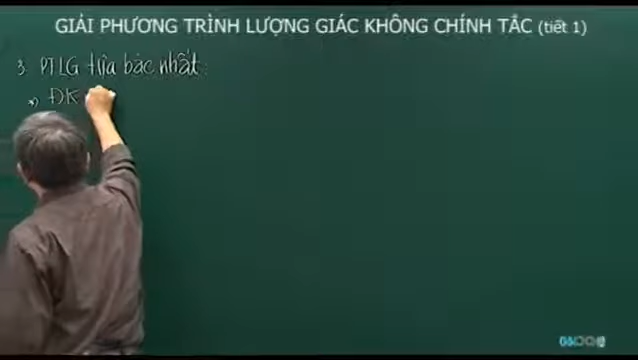 GIẢI PHƯƠNG TRÌNH LƯỢNG GIÁC KHÔNG CHÍNH TẮC (tiết 1)
3. PTLG tựa bậc nhất:
*) ĐK